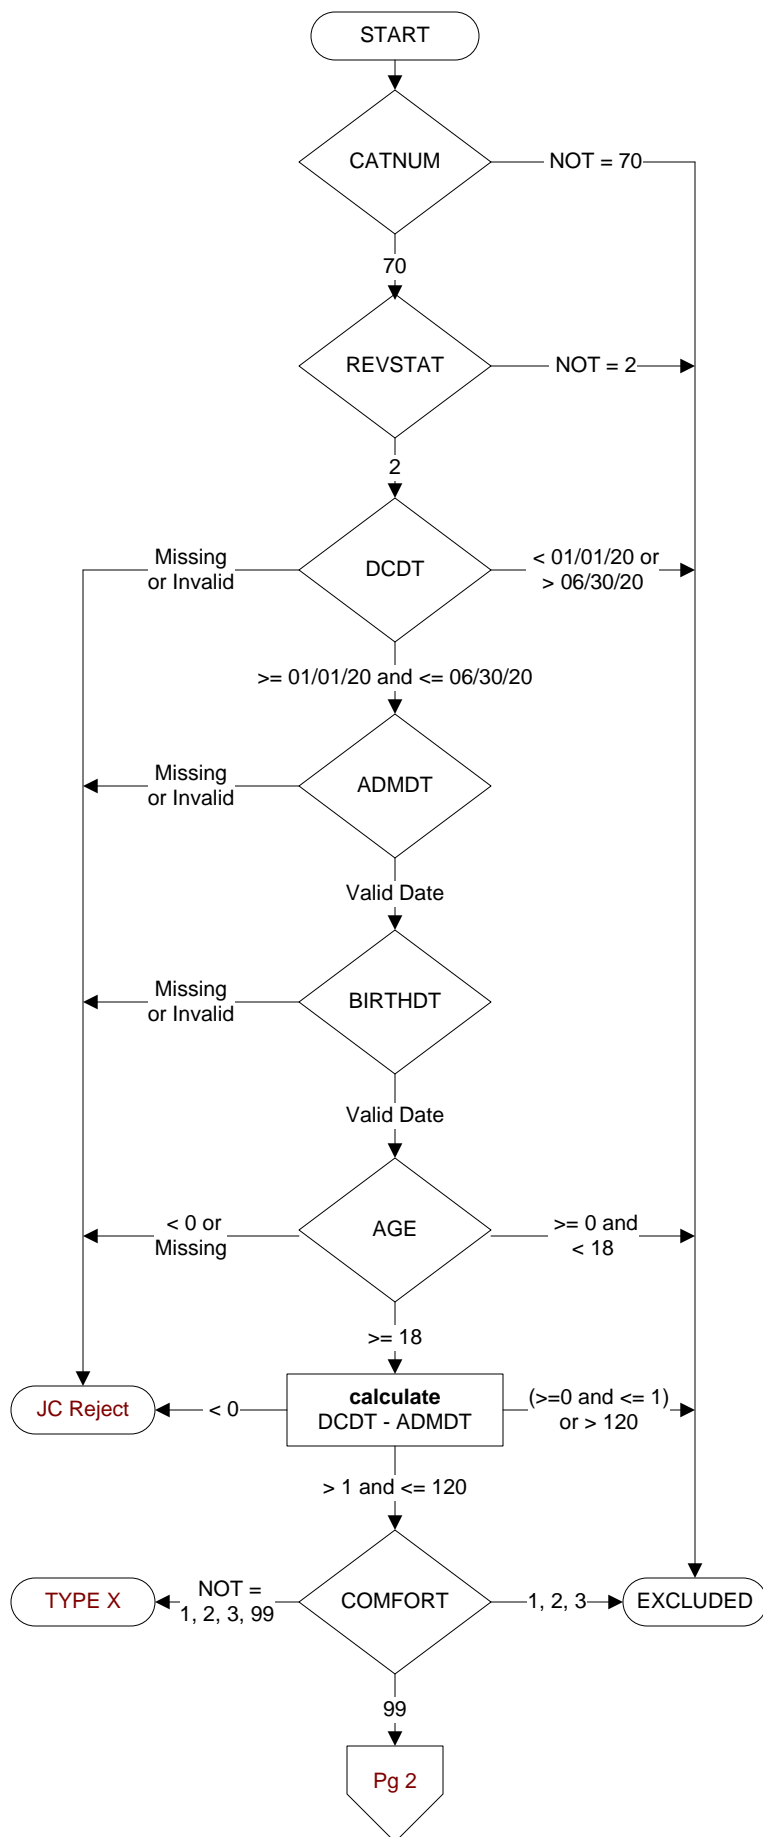 START
CATNUM
NOT = 70
70
REVSTAT
NOT = 2
2
Missing
or Invalid
DCDT
< 01/01/20 or
> 06/30/20
>= 01/01/20 and <= 06/30/20
Missing
or Invalid
ADMDT
Valid Date
Missing
or Invalid
BIRTHDT
Valid Date
< 0 or
Missing
AGE
>= 0 and
< 18
>= 18
JC Reject
< 0
calculate
DCDT - ADMDT
(>=0 and <= 1)
or > 120
> 1 and <= 120
TYPE X
NOT =
1, 2, 3, 99
COMFORT
1, 2, 3
EXCLUDED
99
Pg 2